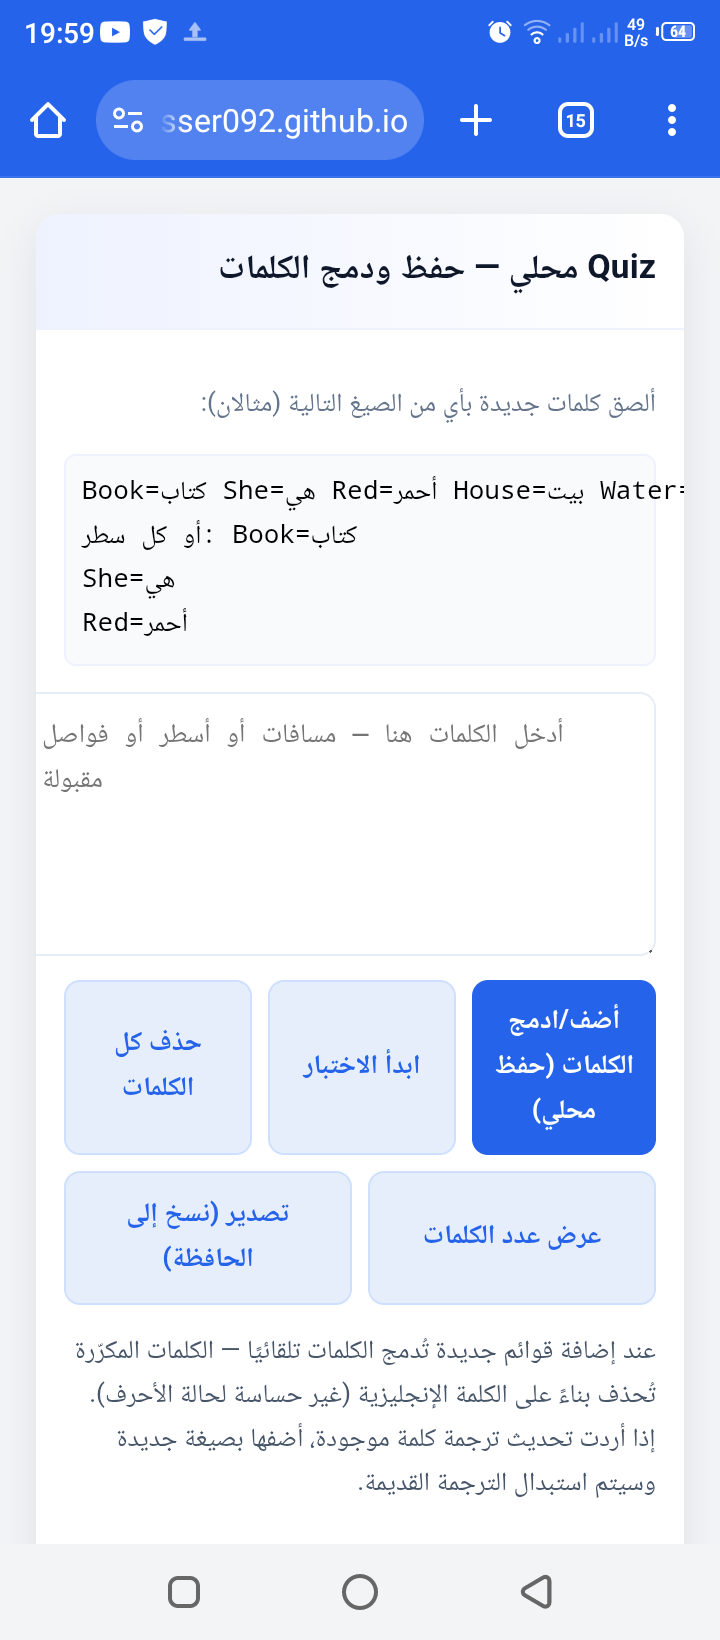 19:59
49
B/s
64
sser092.github.io
15
Quiz محلي — حفظ ودمج الكلمات
ألصق كلمات جديدة بأي من الصيغ التالية (مثالان):
Book=كتاب She=هي Red=أحمر House=بيت Water=
أو كل سطر: Book=كتاب
She=هي
Red=أحمر
أدخل الكلمات هنا — مسافات أو أسطر أو فواصل
مقبولة
أضف/ادمج
الكلمات (حفظ
محلي)
ابدأ الاختبار
حذف كل
الكلمات
عرض عدد الكلمات
تصدير (نسخ إلى
الحافظة)
عند إضافة قوائم جديدة تُدمج الكلمات تلقائيًا — الكلمات المكرّرة
تُحذف بناءً على الكلمة الإنجليزية (غير حساسة لحالة الأحرف).
إذا أردت تحديث ترجمة كلمة موجودة، أضفها بصيغة جديدة
وسيتم استبدال الترجمة القديمة.